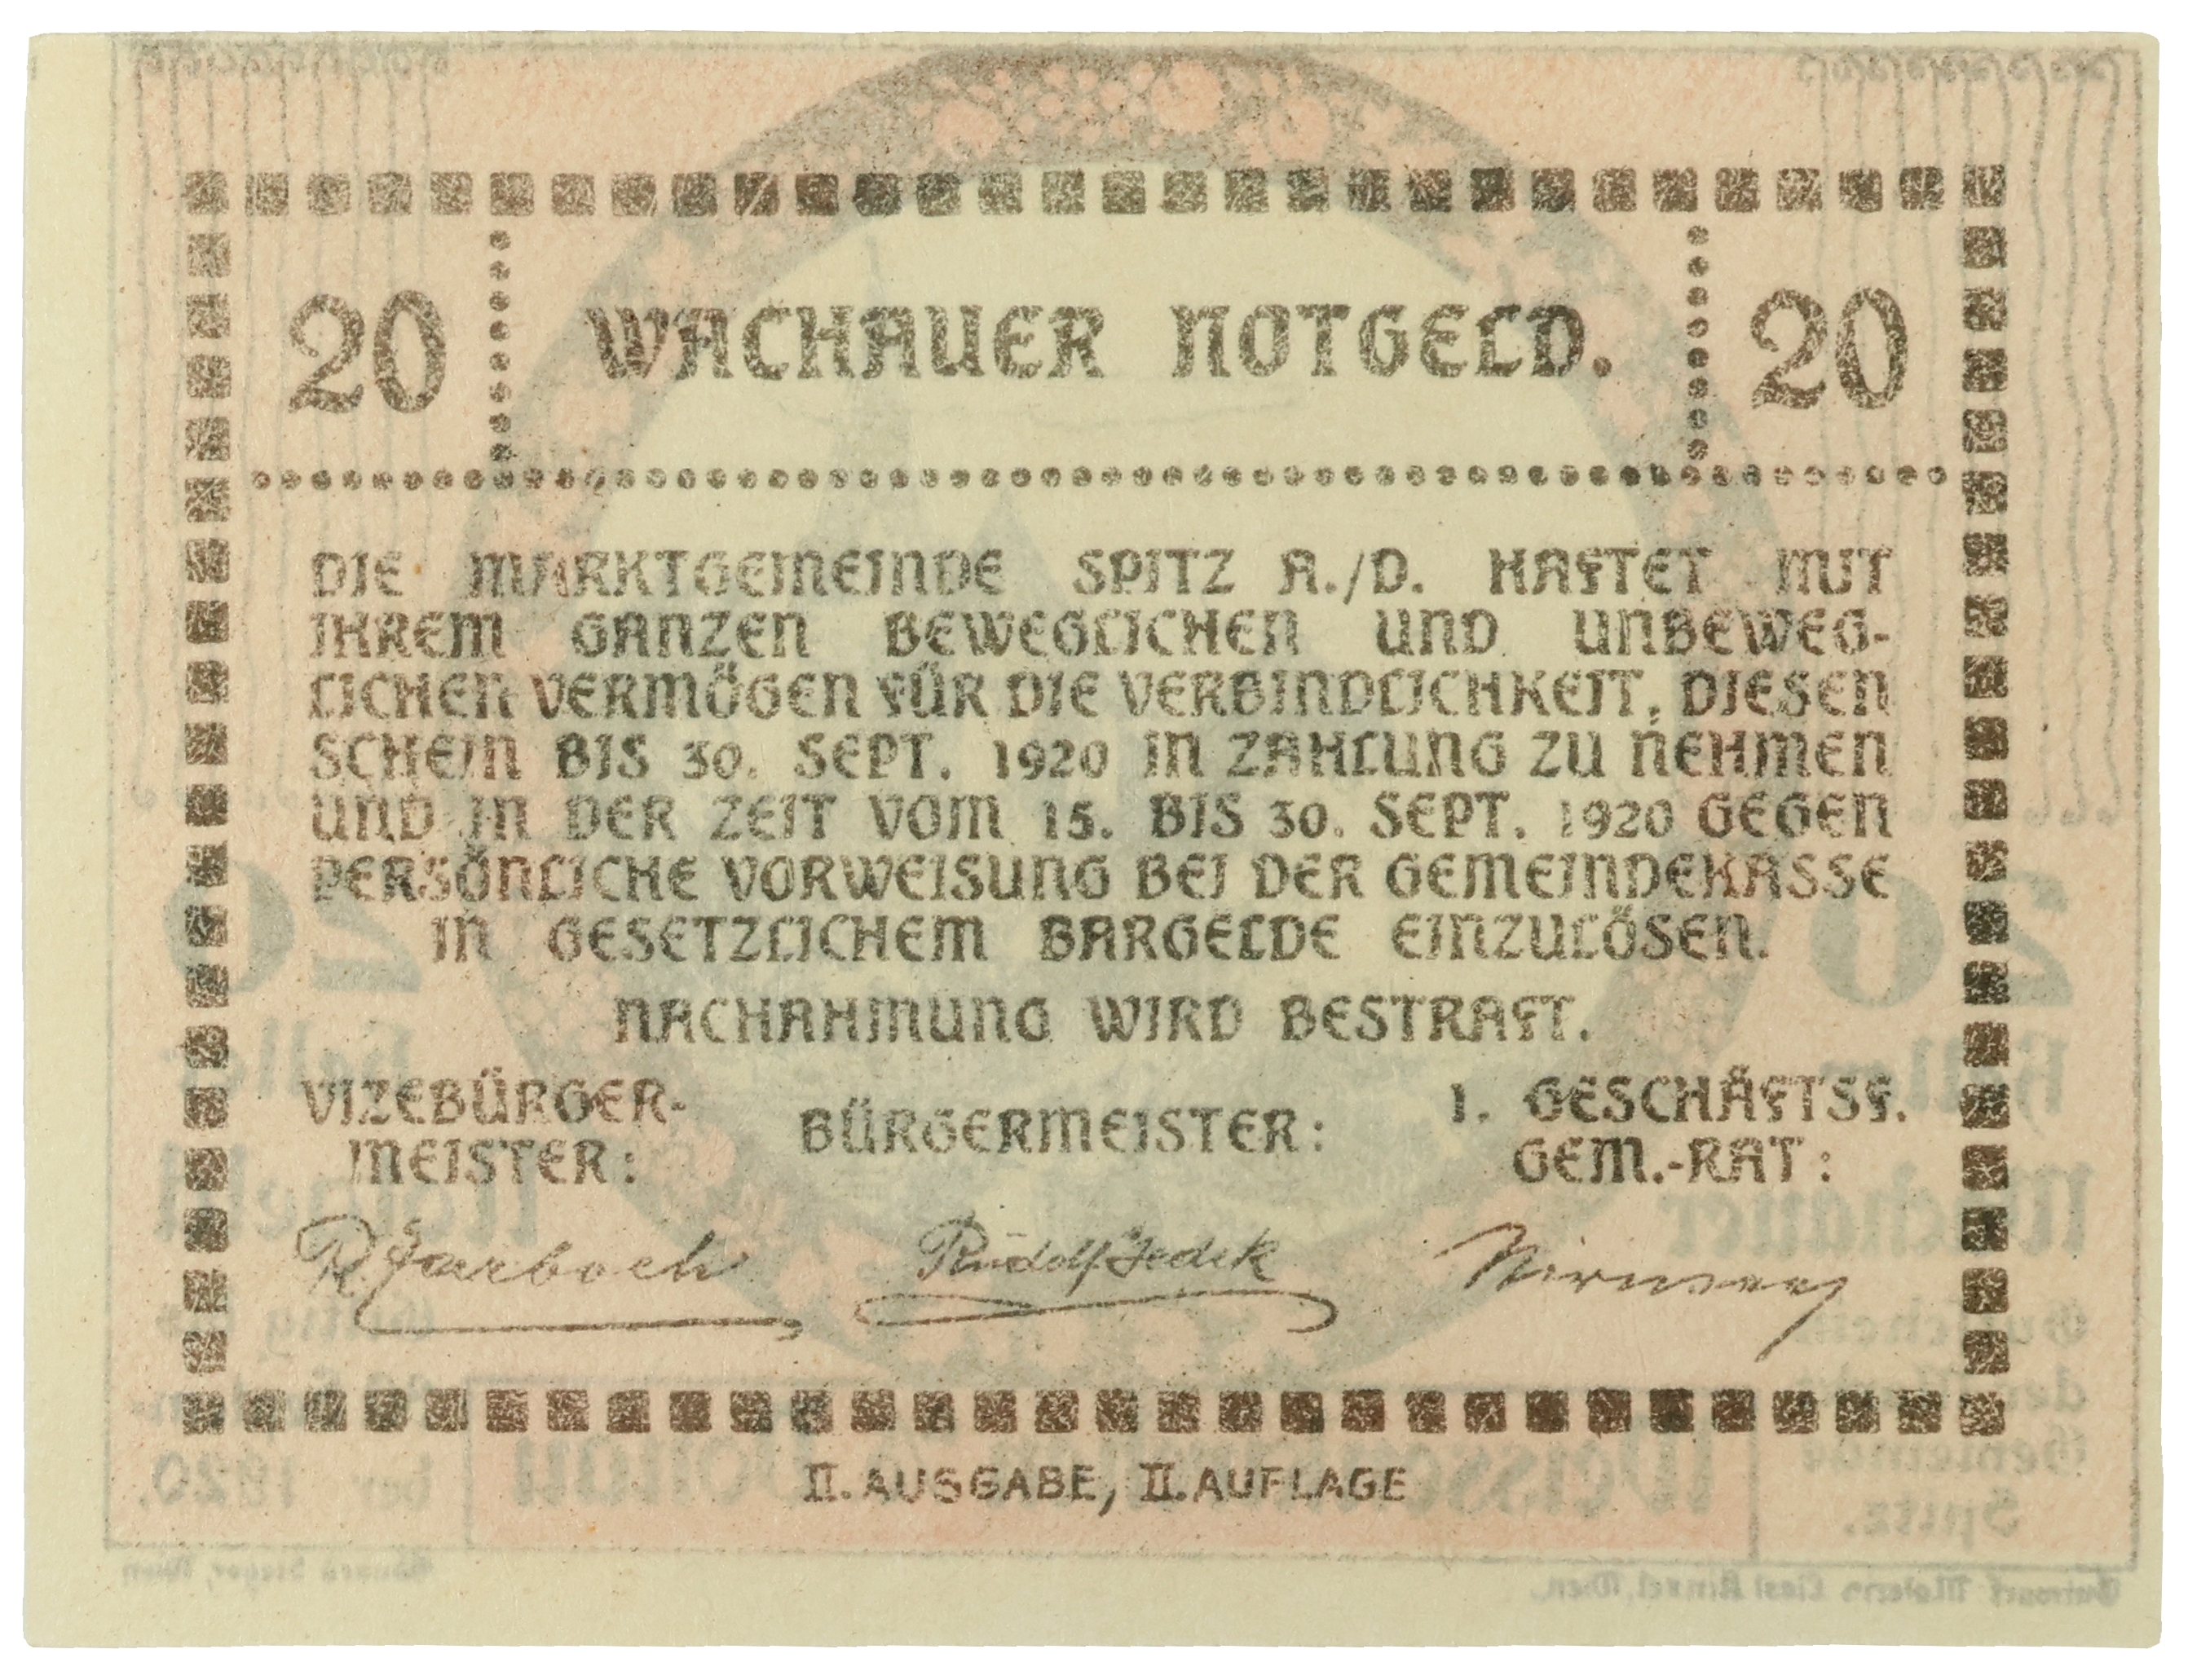 20 WACHAUER NOTGELD. 20
DIE MARKTGEMEINDE SPITZ A./D. HAFTET MIT
IHREM GANZEN BEWEGLICHEN UND UNBEWEG-
LICHEN VERMÖGEN FÜR DIE VERBINDLICHKEIT, DIESEN
SCHEIN BIS 30. SEPT. 1920 IN ZAHLUNG ZU NEHMEN
UND IN DER ZEIT VOM 15. BIS 30. SEPT. 1920 GEGEN
PERSÖNLICHE VORWEISUNG BEI DER GEMEINDEKASSE
IN GESETZLICHEM BARGELDE EINZULÖSEN.
NACHAHMUNG WIRD BESTRAFT.
VIZEBÜRGER-
MEISTER:
BÜRGERMEISTER:
1. GESCHÄFTSF.
GEM.-RAT:
Rudolf
II. AUSGABE, II. AUFLAGE